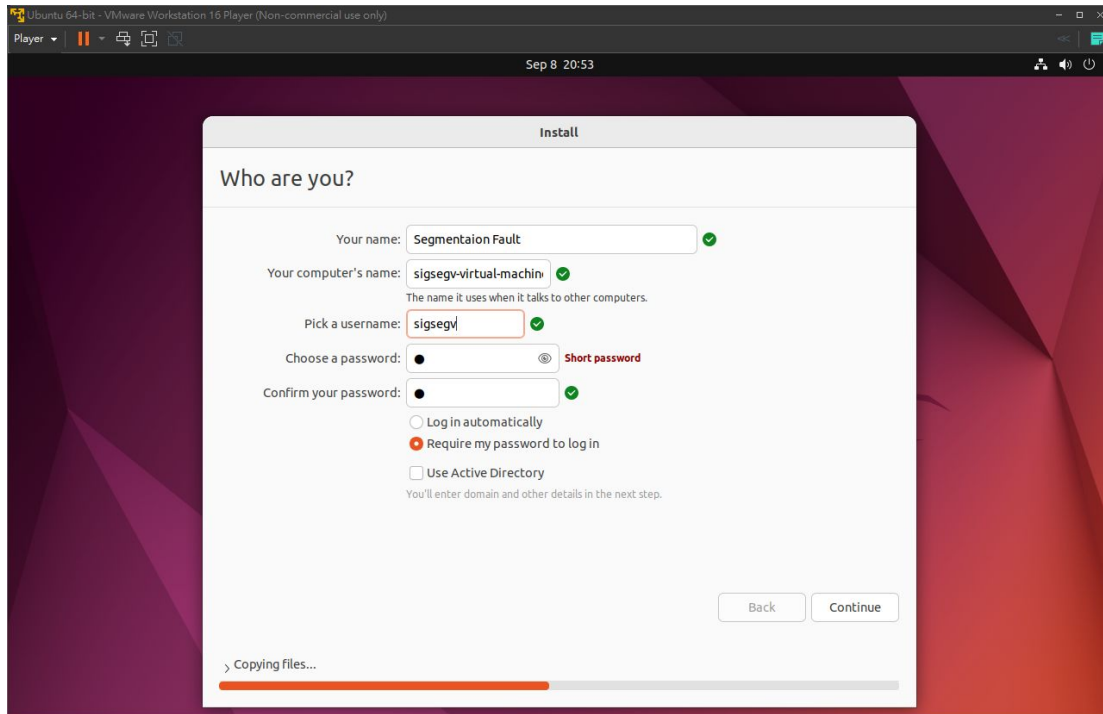 Ubuntu 64-bit - VMware Workstation 16 Player (Non-commercial use only)
Player
Sep 8 20:53
Install
Who are you?
Your name: Segmentaion Fault
Your computer's name: sigsegv-virtual-machin
The name it uses when it talks to other computers.
Pick a username: sigsegv
Choose a password: Short password
Confirm your password:
Log in automatically
Require my password to log in
Use Active Directory
You'll enter domain and other details in the next step.
Back Continue
Copying files...